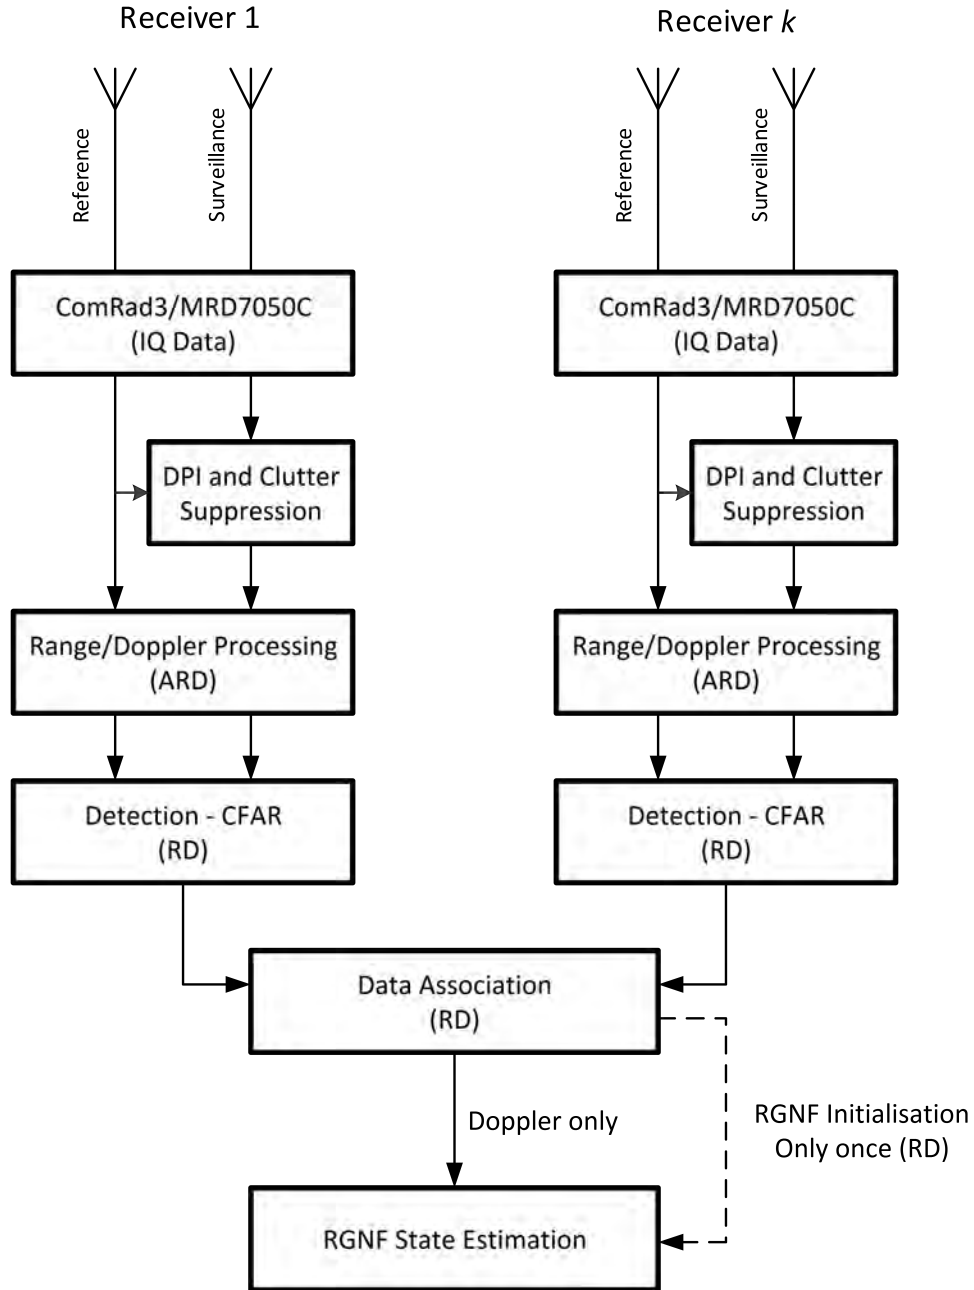 Receiver 1
Receiver k
Reference
Surveillance
Reference
Surveillance
ComRad3/MRD7050C
(IQ Data)
ComRad3/MRD7050C
(IQ Data)
DPI and Clutter
Suppression
DPI and Clutter
Suppression
Range/Doppler Processing
(ARD)
Range/Doppler Processing
(ARD)
Detection - CFAR
(RD)
Detection - CFAR
(RD)
Data Association
(RD)
Doppler only
RGNF Initialisation
Only once (RD)
RGNF State Estimation